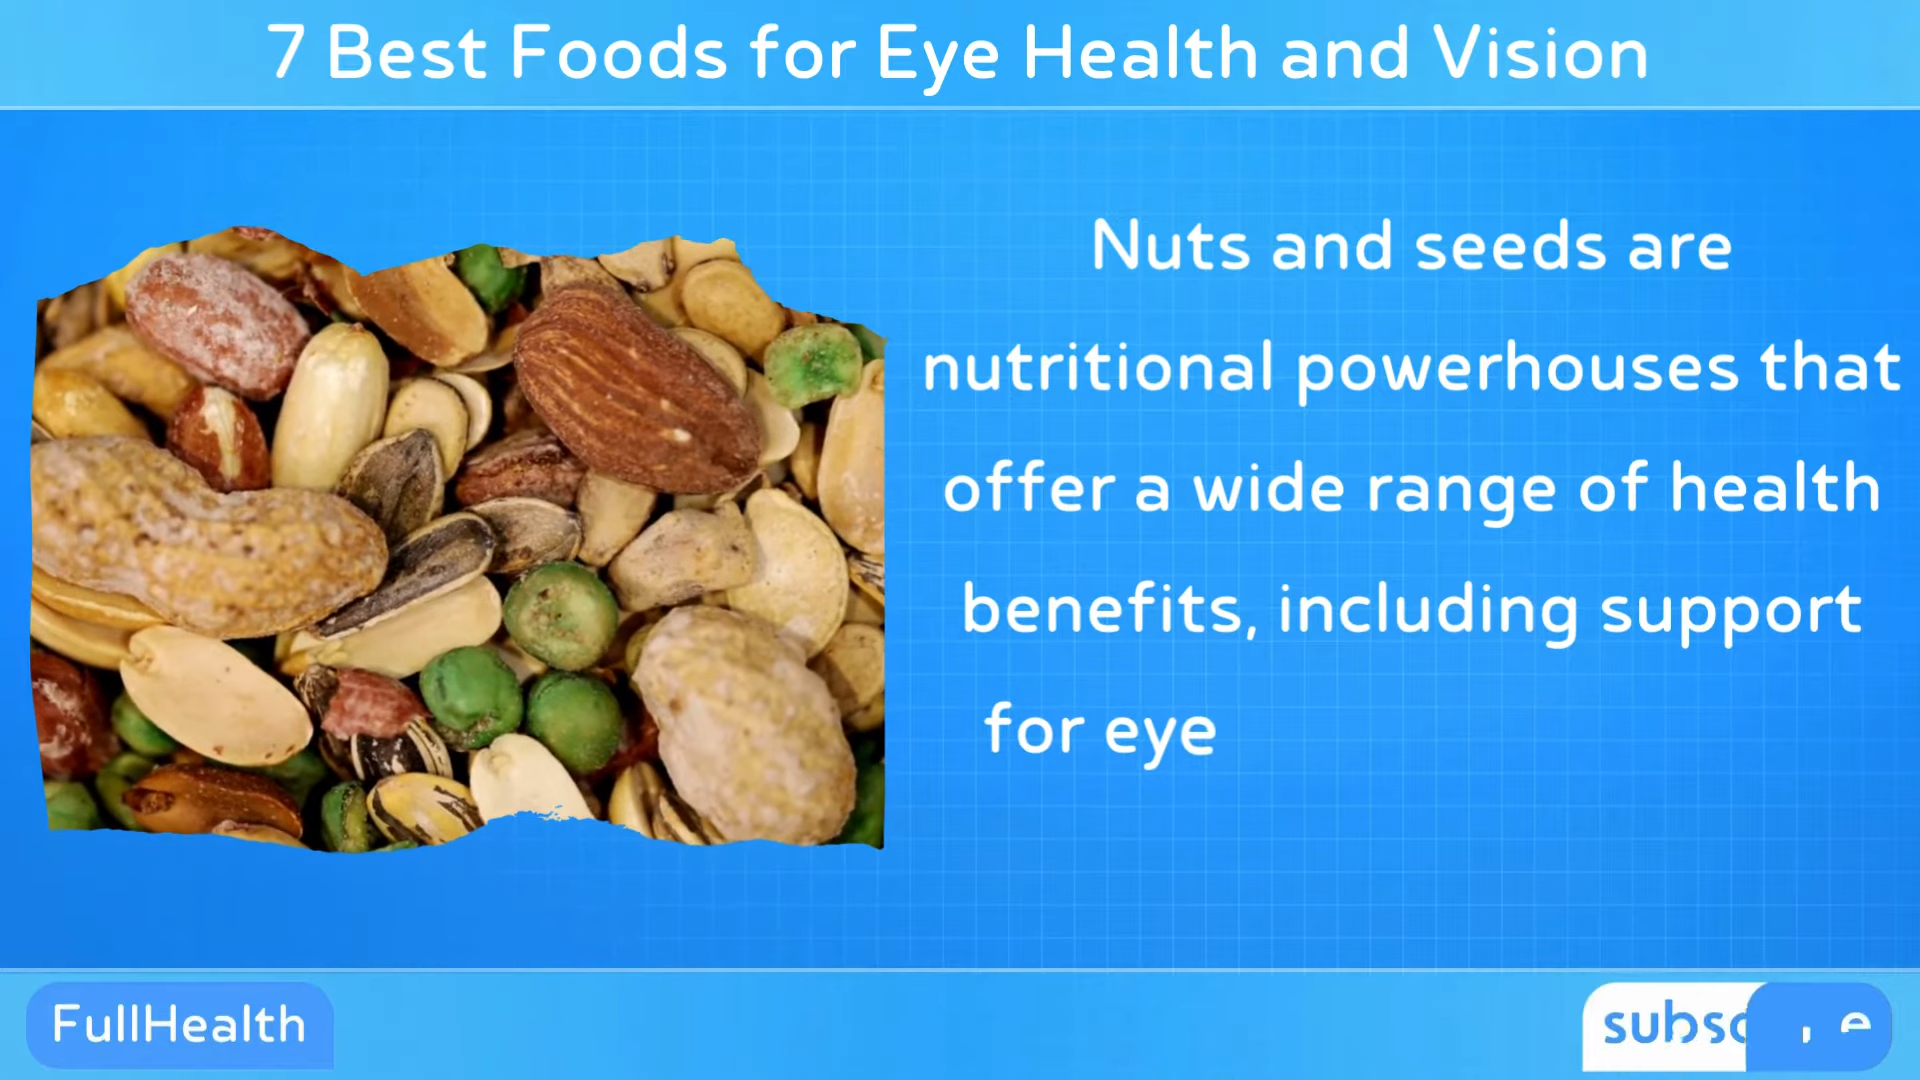 7 Best Foods for Eye Health and Vision
Nuts and seeds are
nutritional powerhouses that
offer a wide range of health
benefits, including support
for eye
FullHealth